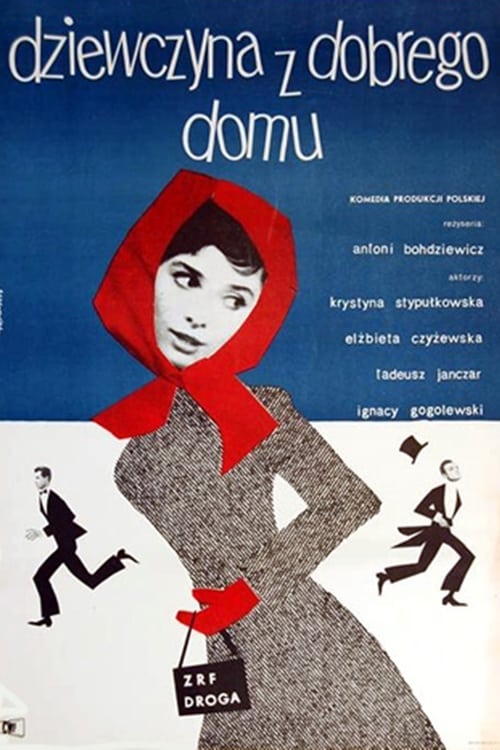 dziewczyna z dobrego
domu
KOMEDIA PRODUKCJI POLSKIEJ
reżyseria:
antoni bohdziewicz
aktorzy:
krystyna stypułkowska
elżbieta czyżewska
tadeusz janczar
ignacy gogolewski
ZRF
DROGA